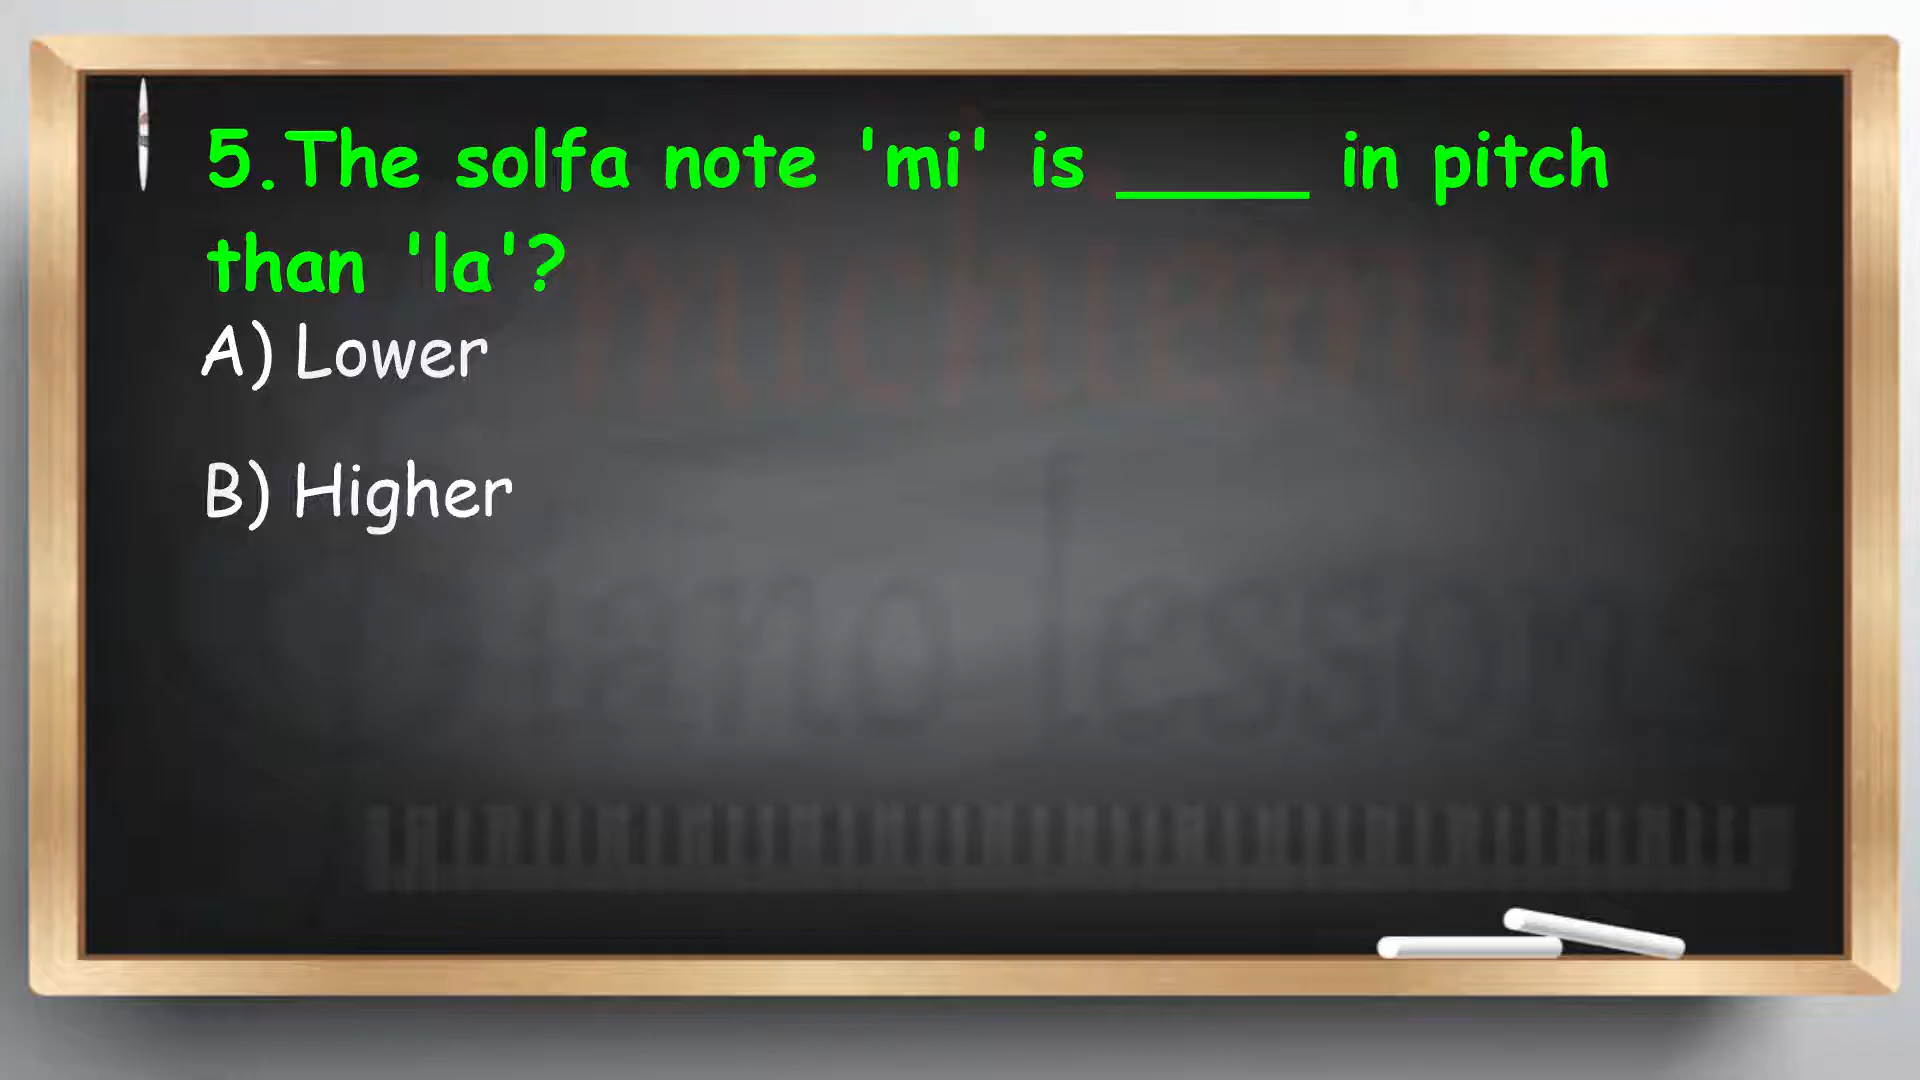 5.The solfa note 'mi' is _____ in pitch
than 'la'?
A) Lower
B) Higher